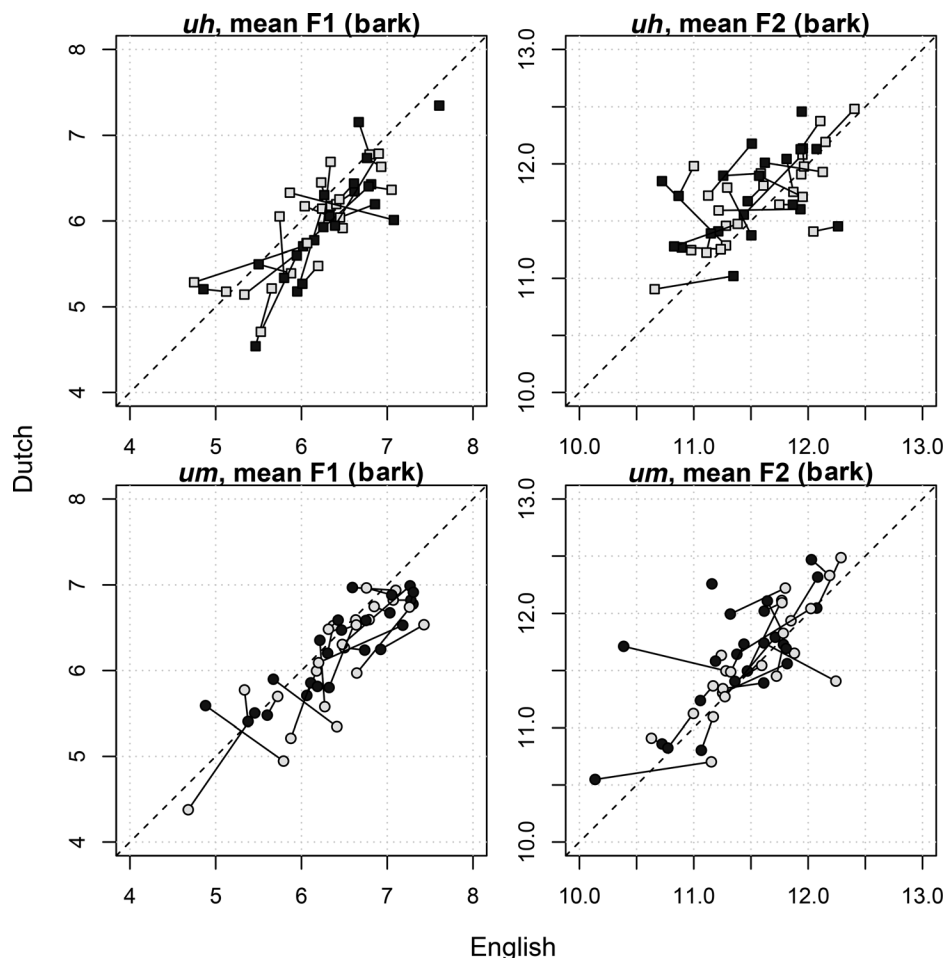 uh, mean F1 (bark)
uh, mean F2 (bark)
8
7
6
5
4
4 5 6 7 8
13.0
12.0
11.0
10.0
10.0 11.0 12.0 13.0
Dutch
um, mean F1 (bark)
um, mean F2 (bark)
8
7
6
5
4
4 5 6 7 8
13.0
12.0
11.0
10.0
10.0 11.0 12.0 13.0
English